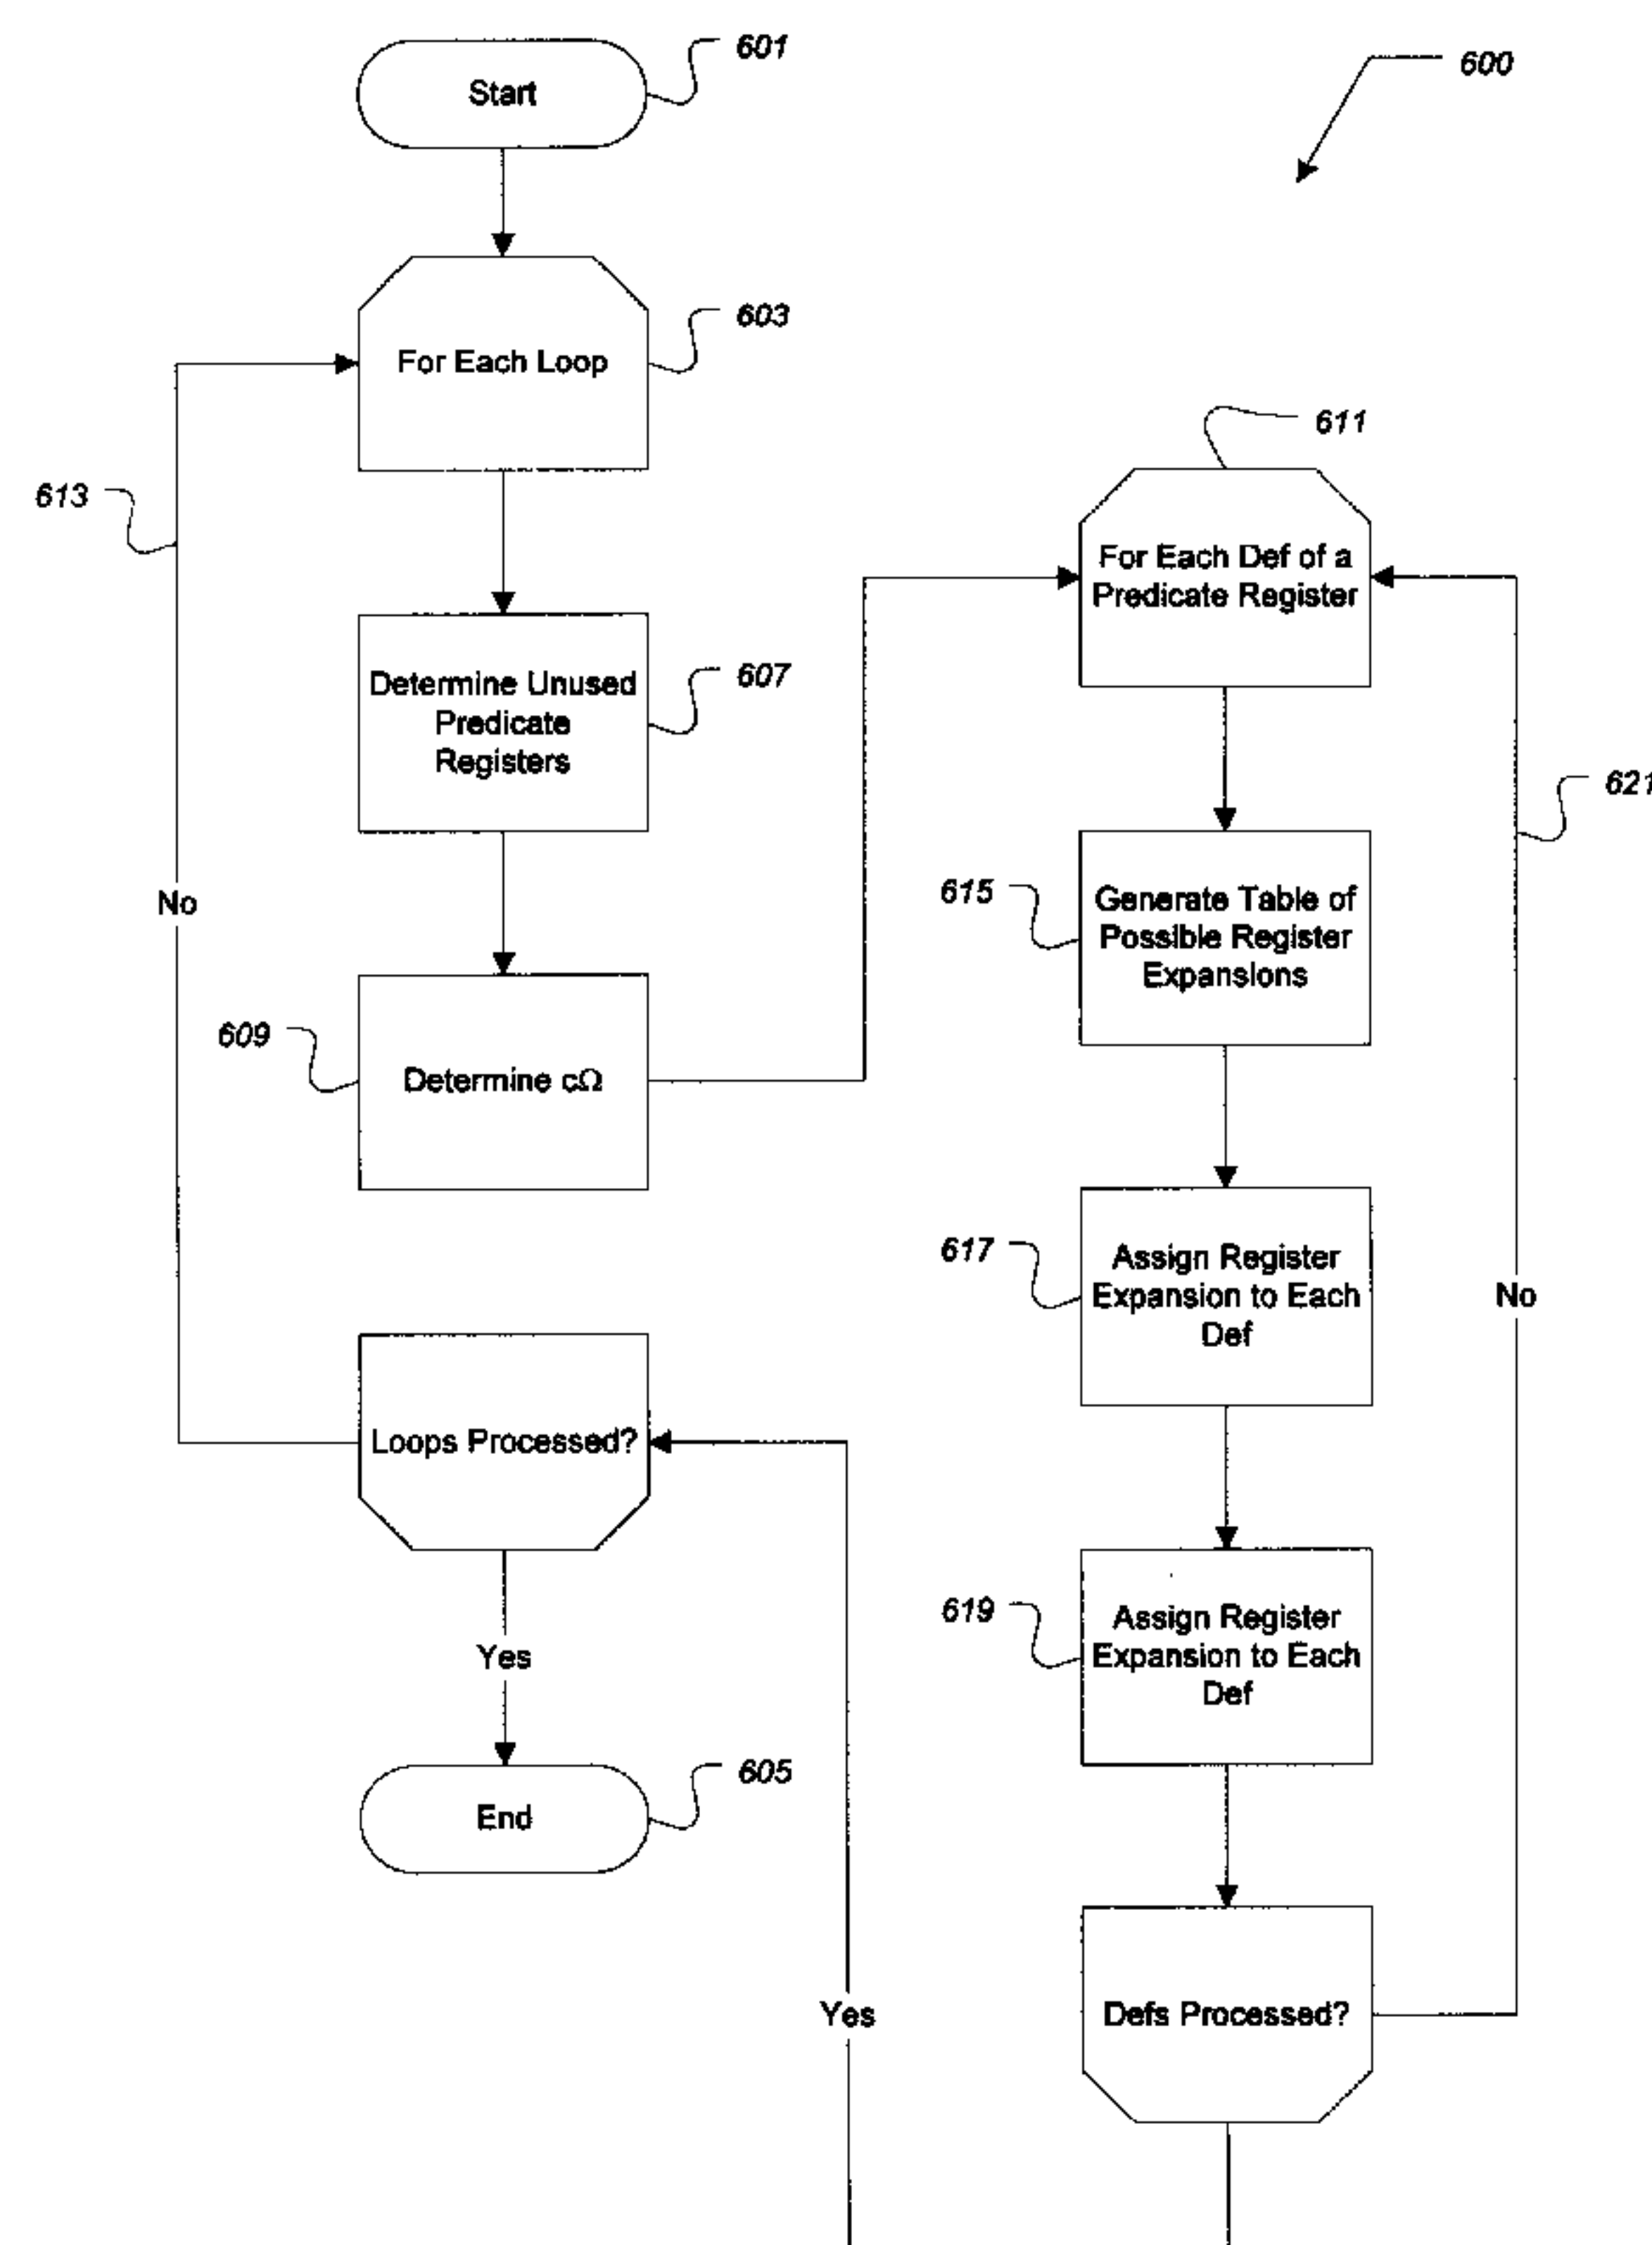 601
Start
600
603
For Each Loop
613
611
For Each Def of a
Predicate Register
607
Determine Unused
Predicate
Registers
621
No
615
Generate Table of
Possible Register
Expansions
609
Determine cΩ
617
Assign Register
Expansion to Each
Def
No
Loops Processed?
619
Assign Register
Expansion to Each
Def
Yes
605
End
Yes
Defs Processed?